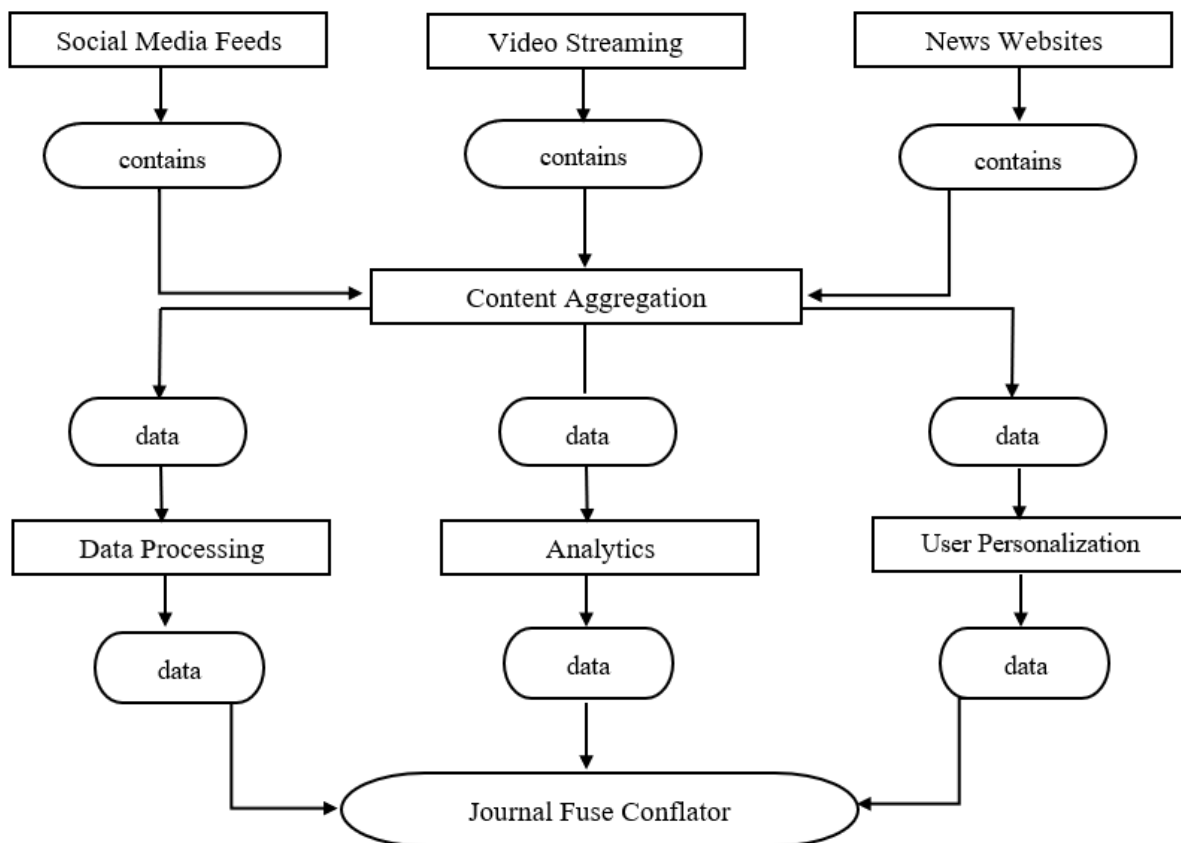 Social Media Feeds
Video Streaming
News Websites
contains
contains
contains
Content Aggregation
data
data
data
Data Processing
Analytics
User Personalization
data
data
data
Journal Fuse Conflator